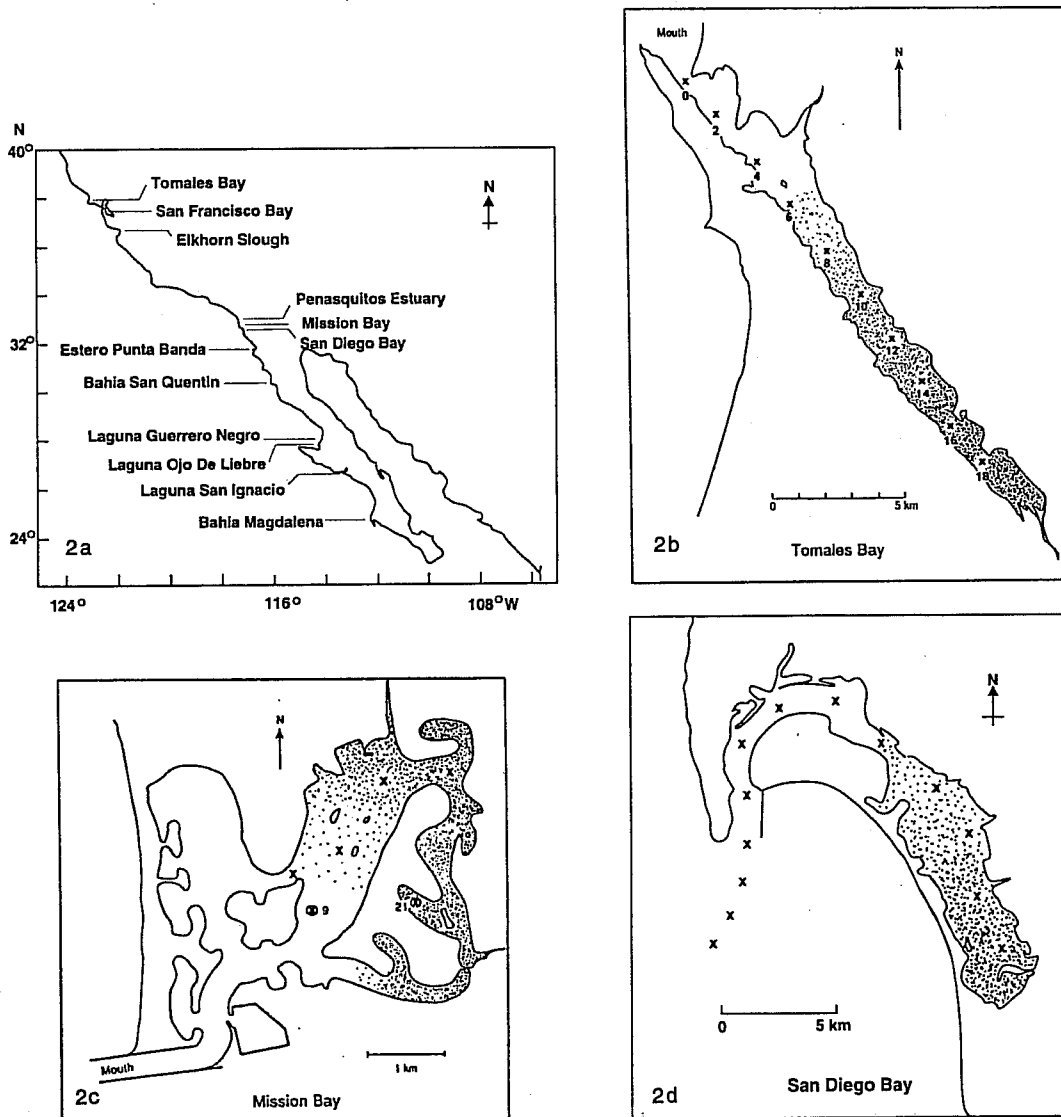 N
40°
32°
24°
124°
116°
108°W
N
Tomales Bay
San Francisco Bay
Elkhorn Slough
Penasquitos Estuary
Mission Bay
San Diego Bay
Estero Punta Banda
Bahia San Quentin
Laguna Guerrero Negro
Laguna Ojo De Liebre
Laguna San Ignacio
Bahia Magdalena
2a
Mouth
N
x
0
x
2
x
4
x
6
x
8
x
10
x
12
x
14
x
16
x
18
0
5 km
2b
Tomales Bay
N
x
x
x
x
x 9
21 x
1 km
Mouth
2c
Mission Bay
N
x
x
x
x
x
x
x
x
x
x
x
x
x
0
5 km
2d
San Diego Bay